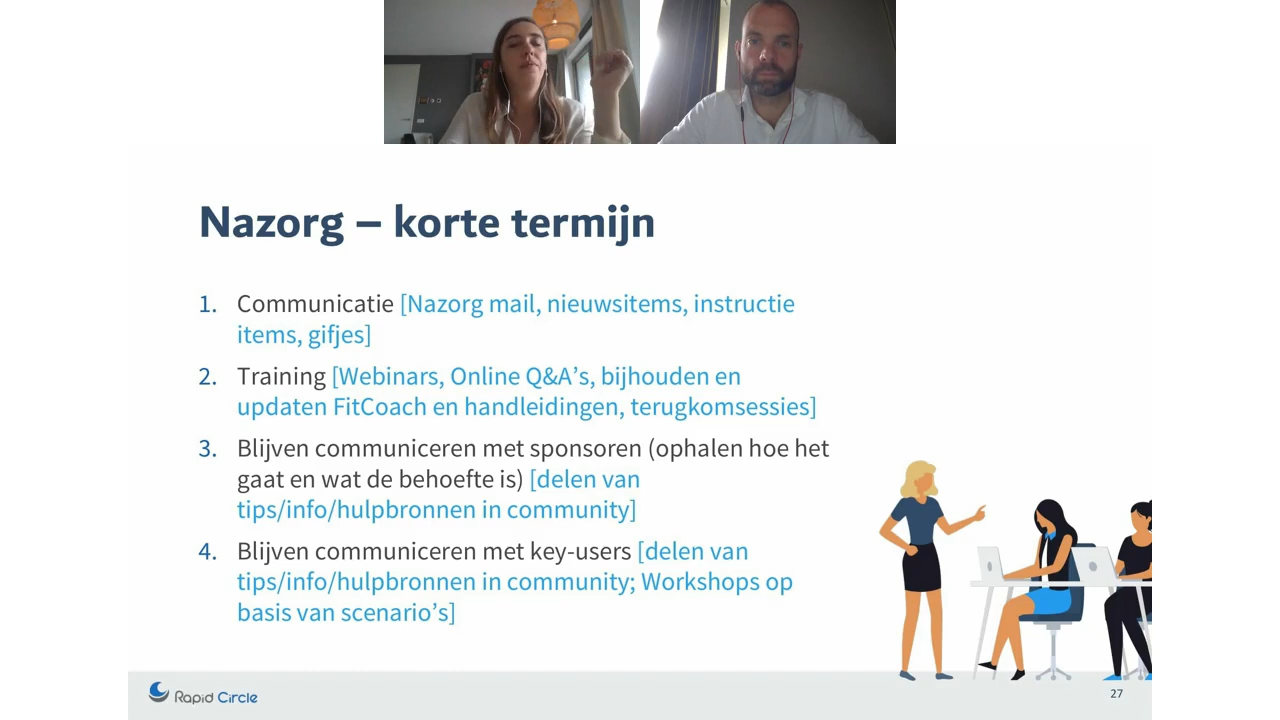 Nazorg – korte termijn
1. Communicatie [Nazorg mail, nieuwsitems, instructie
items, gifjes]
2. Training [Webinars, Online Q&A’s, bijhouden en
updaten FitCoach en handleidingen, terugkomsessies]
3. Blijven communiceren met sponsoren (ophalen hoe het
gaat en wat de behoefte is) [delen van
tips/info/hulpbronnen in community]
4. Blijven communiceren met key-users [delen van
tips/info/hulpbronnen in community; Workshops op
basis van scenario’s]
Rapid Circle
27